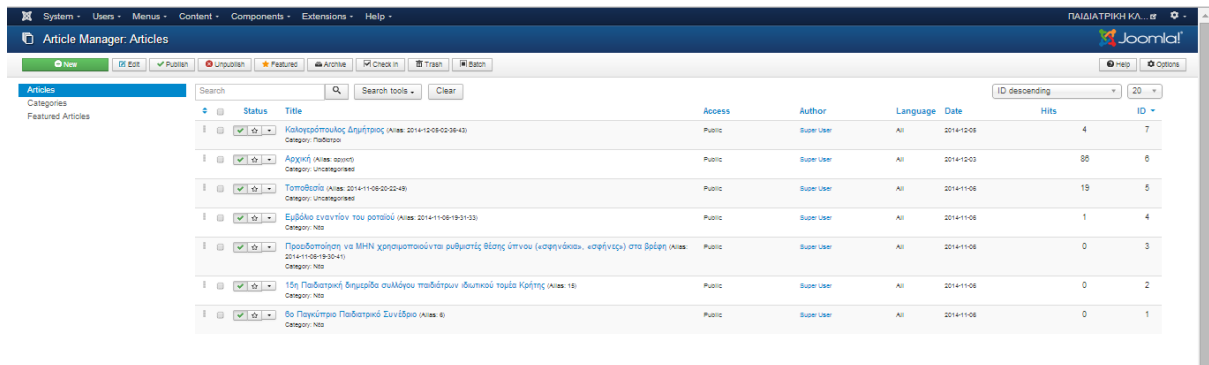 System Users Menus Content Components Extensions Help ΠΑΙΔΙΑΤΡΙΚΗ ΚΛ...
Article Manager: Articles Joomla!
New Edit Publish Unpublish Featured Archive Check In Trash Batch Help Options
Articles
Categories
Featured Articles
Search Search tools Clear ID descending 20
Status Title Access Author Language Date Hits ID
Καλογερόπουλος Δημήτριος (Alias: 2014-12-05-02-36-43) Public Super User All 2014-12-05 4 7
Category: Παιδίατροι
Αρχική (Alias: αρχική) Public Super User All 2014-12-03 86 6
Category: Uncategorised
Τοποθεσία (Alias: 2014-11-06-20-22-49) Public Super User All 2014-11-06 19 5
Category: Uncategorised
Εμβόλιο εναντίον του ροταϊού (Alias: 2014-11-06-19-31-33) Public Super User All 2014-11-06 1 4
Category: Νέα
Προειδοποίηση να ΜΗΝ χρησιμοποιούνται ρυθμιστές θέσης ύπνου («σφηνάκια», «σφήνες») στα βρέφη (Alias: Public Super User All 2014-11-06 0 3
2014-11-06-19-30-41)
Category: Νέα
15η Παιδιατρική διημερίδα συλλόγου παιδιάτρων ιδιωτικού τομέα Κρήτης (Alias: 15) Public Super User All 2014-11-06 0 2
Category: Νέα
6ο Παγκύπριο Παιδιατρικό Συνέδριο (Alias: 6) Public Super User All 2014-11-06 0 1
Category: Νέα